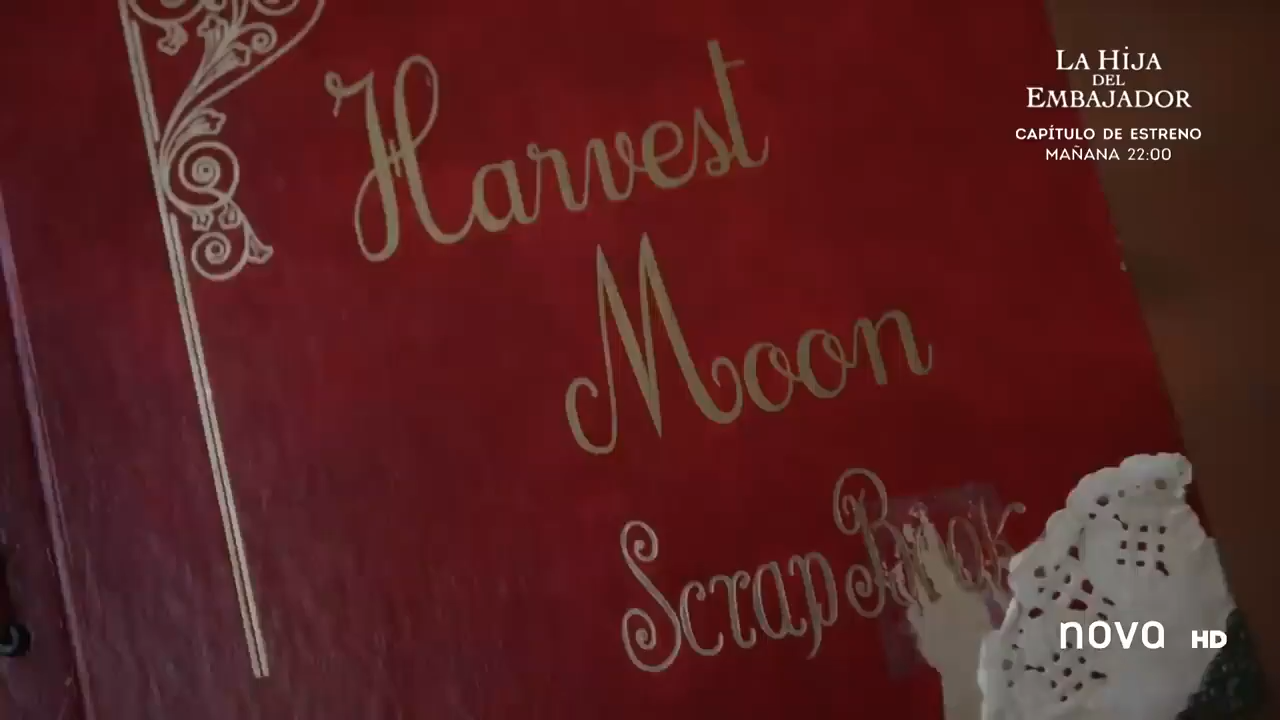 Harvest
Moon
Scrap Book
LA HIJA
DEL
EMBAJADOR
CAPÍTULO DE ESTRENO
MAÑANA 22:00
nova HD